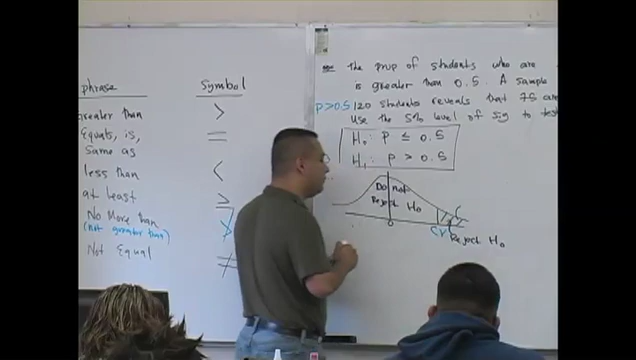 phrase Symbol
greater than >
Equals, is, =
Same as
less than <
at least ≥
No More than
(Not greater than)
Not Equal ≠
The prop of students who are
is greater than 0.5. A sample
P>0.5 120 students reveals that 75 are
Use the 5% level of sig to test
H₀: P ≤ 0.5
H₁: P > 0.5
Do not
Reject H₀
0
CV
Reject H₀